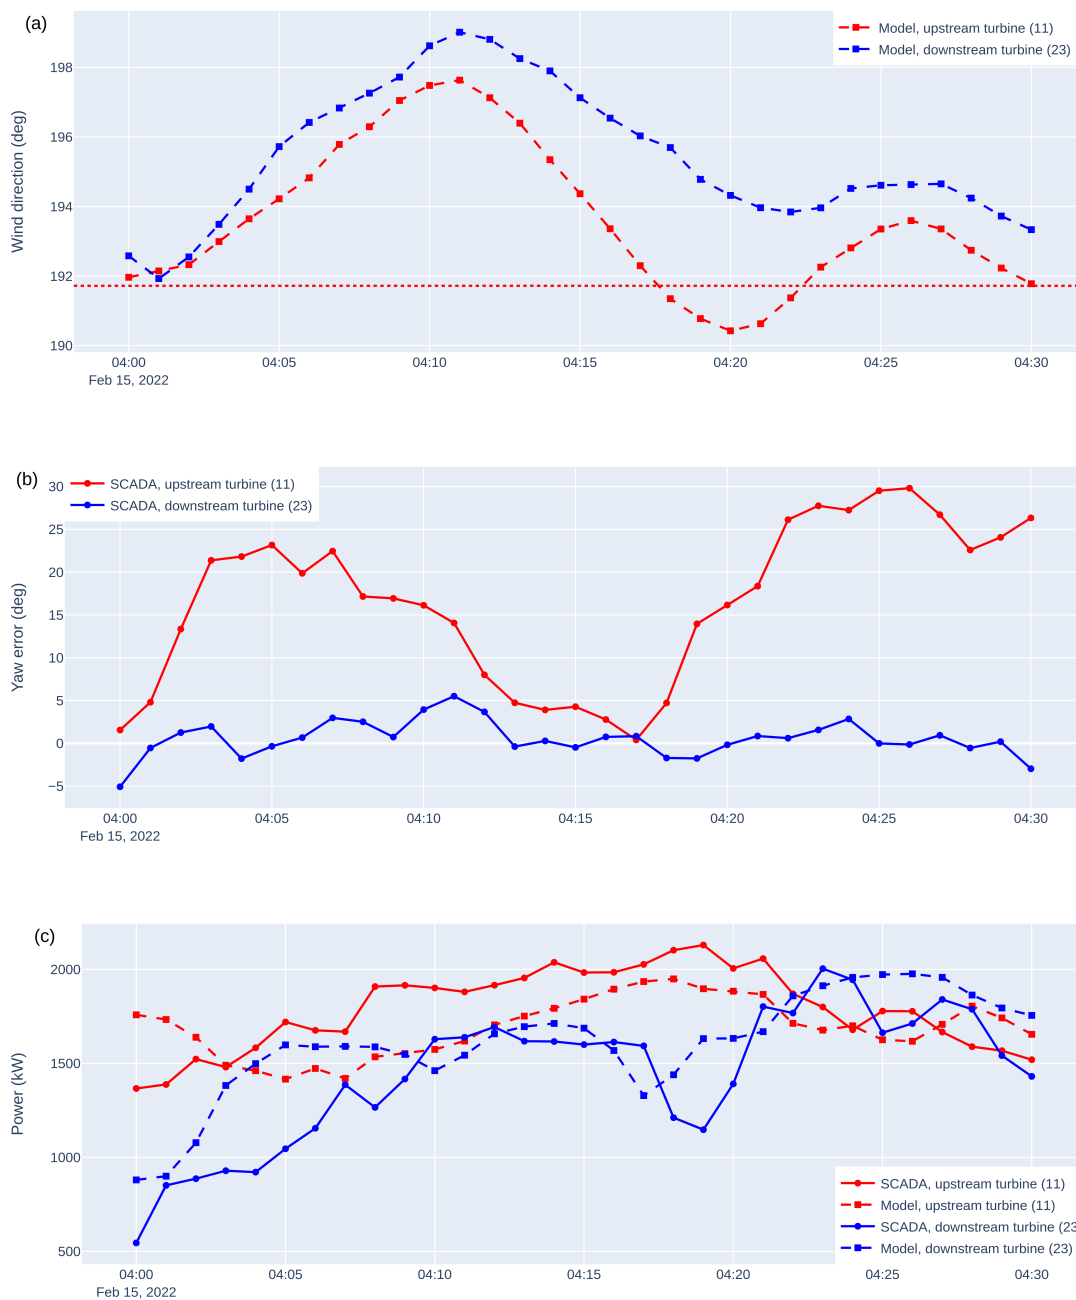 (a)
Model, upstream turbine (11)
Model, downstream turbine (23)
Wind direction (deg)
198
196
194
192
190
04:00 04:05 04:10 04:15 04:20 04:25 04:30
Feb 15, 2022
(b)
SCADA, upstream turbine (11)
SCADA, downstream turbine (23)
Yaw error (deg)
30
25
20
15
10
5
0
−5
04:00 04:05 04:10 04:15 04:20 04:25 04:30
Feb 15, 2022
(c)
Power (kW)
2000
1500
1000
500
SCADA, upstream turbine (11)
Model, upstream turbine (11)
SCADA, downstream turbine (23
Model, downstream turbine (23)
04:00 04:05 04:10 04:15 04:20 04:25 04:30
Feb 15, 2022